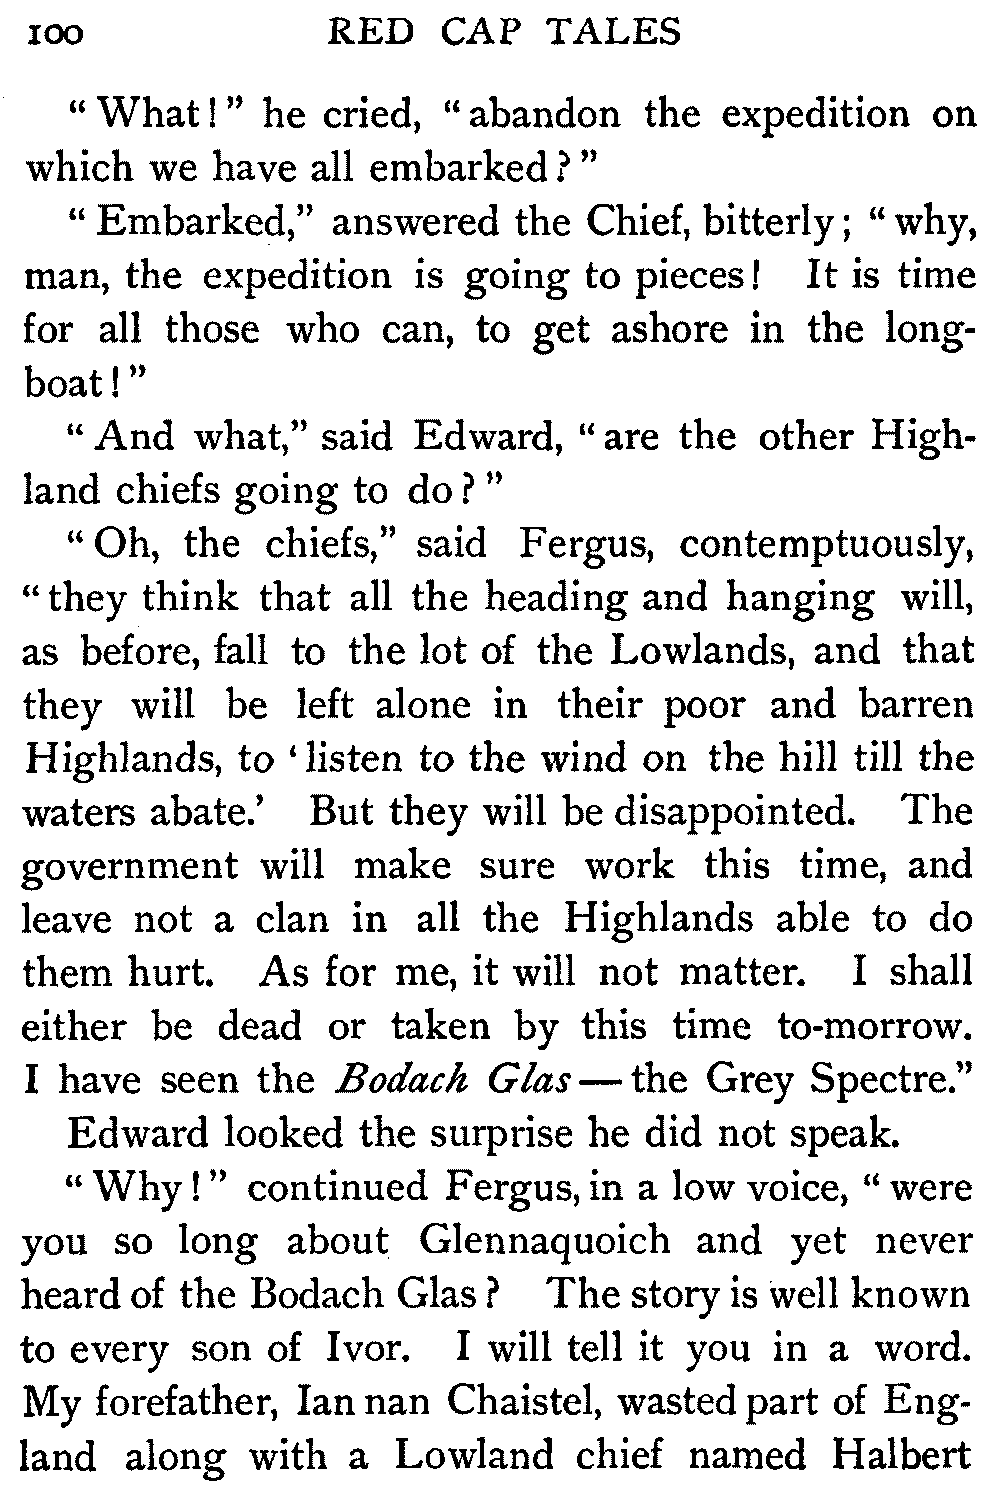 100 RED CAP TALES
“ What ! ” he cried, “ abandon the expedition on
which we have all embarked ? ”
“ Embarked,” answered the Chief, bitterly ; “ why,
man, the expedition is going to pieces ! It is time
for all those who can, to get ashore in the long-
boat ! ”
“ And what,” said Edward, “ are the other High-
land chiefs going to do ? ”
“ Oh, the chiefs,” said Fergus, contemptuously,
“ they think that all the heading and hanging will,
as before, fall to the lot of the Lowlands, and that
they will be left alone in their poor and barren
Highlands, to ‘ listen to the wind on the hill till the
waters abate.’ But they will be disappointed. The
government will make sure work this time, and
leave not a clan in all the Highlands able to do
them hurt. As for me, it will not matter. I shall
either be dead or taken by this time to-morrow.
I have seen the Bodach Glas — the Grey Spectre.”
Edward looked the surprise he did not speak.
“ Why ! ” continued Fergus, in a low voice, “ were
you so long about Glennaquoich and yet never
heard of the Bodach Glas ? The story is well known
to every son of Ivor. I will tell it you in a word.
My forefather, Ian nan Chaistel, wasted part of Eng-
land along with a Lowland chief named Halbert